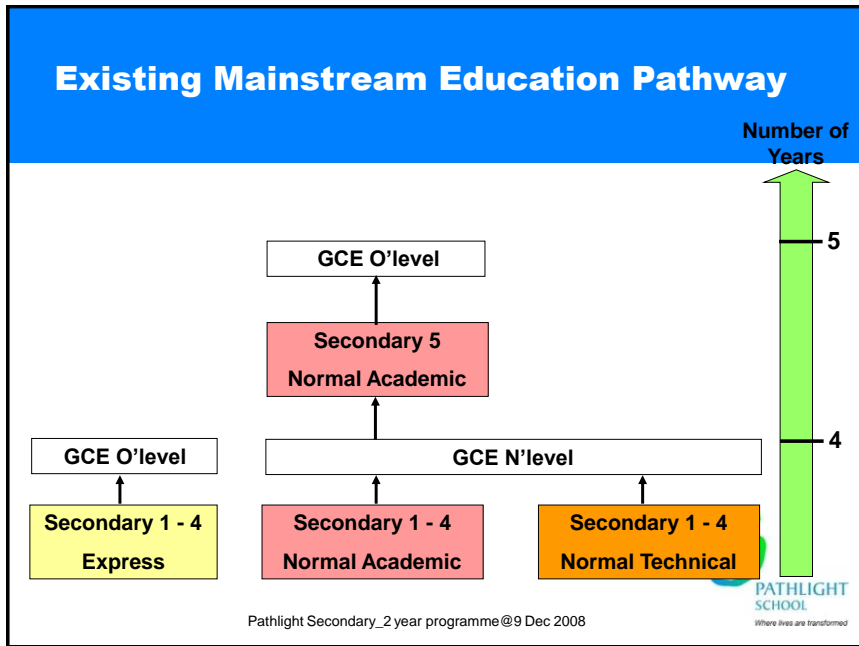 Existing Mainstream Education Pathway
Number of
Years
5
GCE O’level
Secondary 5
Normal Academic
4
GCE O’level
GCE N’level
Secondary 1 - 4
Express
Secondary 1 - 4
Normal Academic
Secondary 1 - 4
Normal Technical
PATHLIGHT
SCHOOL
Where lives are transformed
Pathlight Secondary_2 year programme@9 Dec 2008